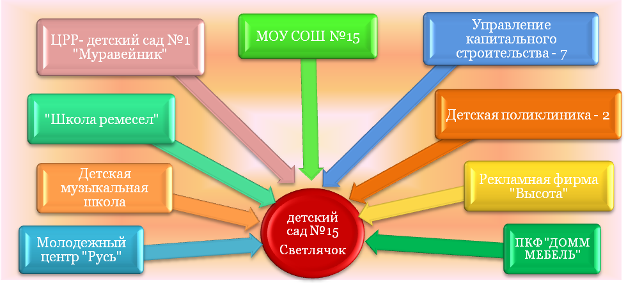 ЦРР- детский сад №1
"Муравейник"
МОУ СОШ №15
Управление
капитального
строительства - 7
"Школа ремесел"
Детская поликлиника - 2
Детская
музыкальная
школа
Рекламная фирма
"Высота"
Молодежный
центр "Русь"
детский
сад №15
Светлячок
ПКФ "ДОММ
МЕБЕЛЬ"